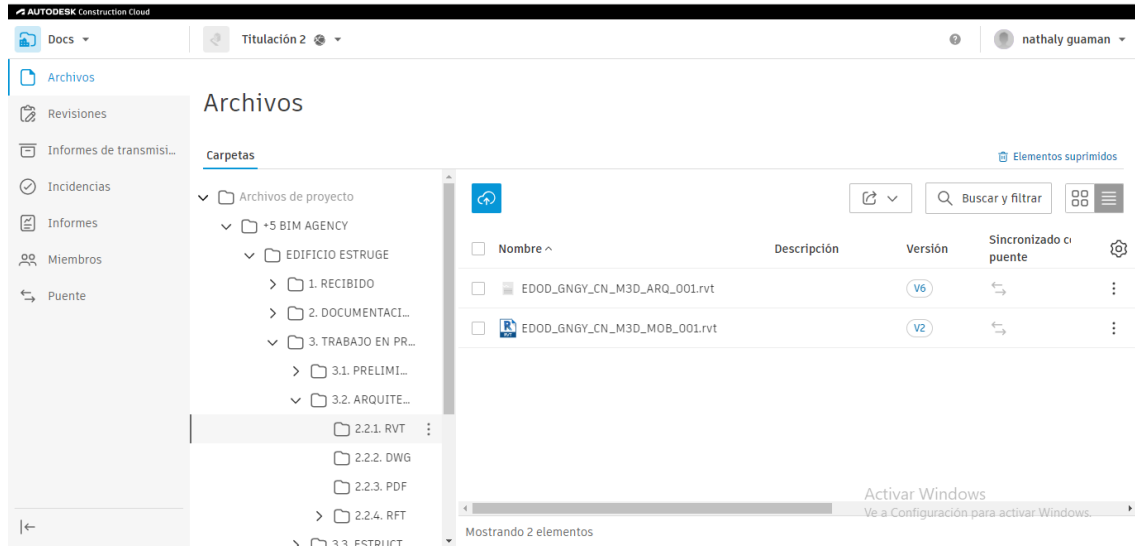 AUTODESK Construction Cloud
Docs
Titulación 2
nathaly guaman
Archivos
Revisiones
Informes de transmisi...
Incidencias
Informes
Miembros
Puente
Archivos
Carpetas
Elementos suprimidos
Archivos de proyecto
+5 BIM AGENCY
EDIFICIO ESTRUGE
1. RECIBIDO
2. DOCUMENTACI...
3. TRABAJO EN PR...
3.1. PRELIMI...
3.2. ARQUITE...
2.2.1. RVT
2.2.2. DWG
2.2.3. PDF
2.2.4. RFT
3.3. ESTRUCT
Buscar y filtrar
Nombre Descripción Versión Sincronizado co
puente
EDOD_GNGY_CN_M3D_ARQ_001.rvt V6
EDOD_GNGY_CN_M3D_MOB_001.rvt V2
Activar Windows
Ve a Configuración para activar Windows.
Mostrando 2 elementos